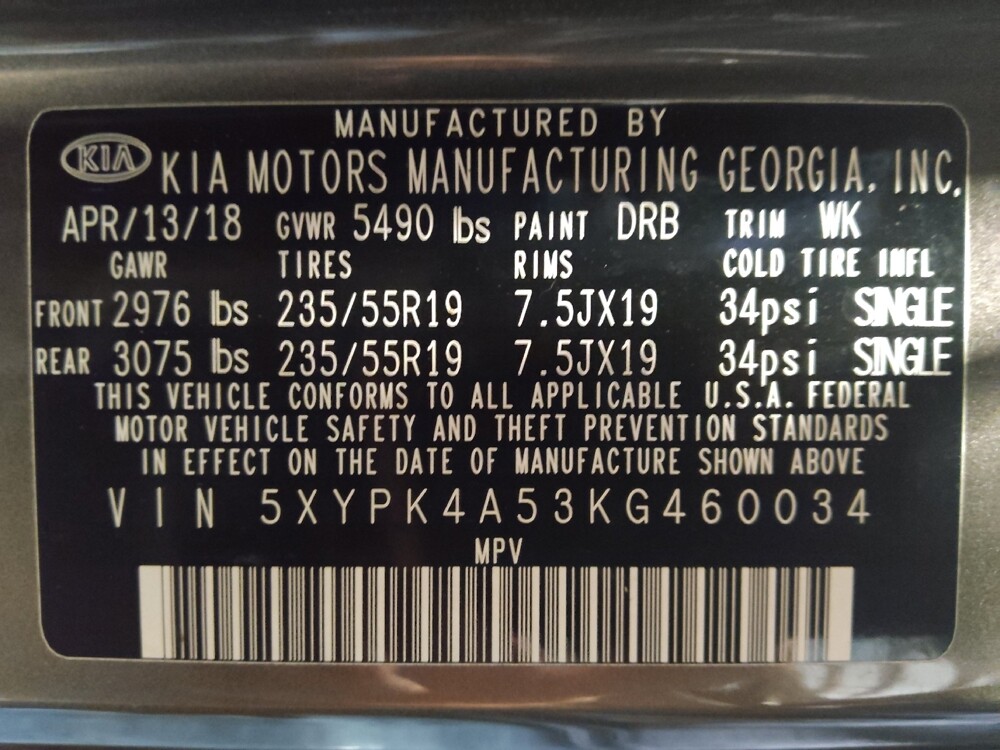 MANUFACTURED BY
KIA KIA MOTORS MANUFACTURING GEORGIA, INC.
APR/13/18 GVWR 5490 lbs PAINT DRB TRIM WK
GAWR TIRES RIMS COLD TIRE INFL
FRONT 2976 lbs 235/55R19 7.5JX19 34psi SINGLE
REAR 3075 lbs 235/55R19 7.5JX19 34psi SINGLE
THIS VEHICLE CONFORMS TO ALL APPLICABLE U.S.A. FEDERAL
MOTOR VEHICLE SAFETY AND THEFT PREVENTION STANDARDS
IN EFFECT ON THE DATE OF MANUFACTURE SHOWN ABOVE
VIN 5XYPK4A53KG460034
MPV